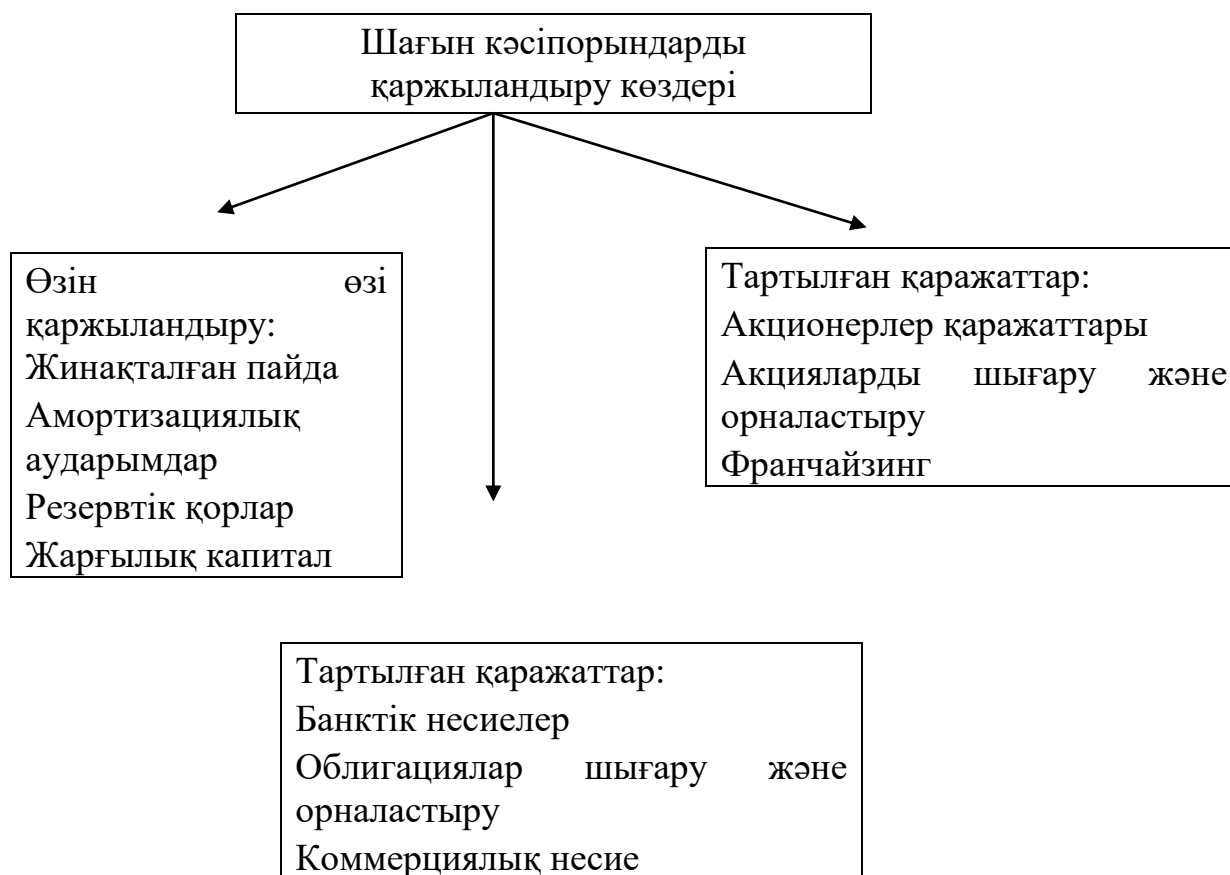 Шағын кәсіпорындарды
қаржыландыру көздері
Өзін өзі
қаржыландыру:
Жинақталған пайда
Амортизациялық
аударымдар
Резервтік қорлар
Жарғылық капитал
Тартылған қаражаттар:
Акционерлер қаражаттары
Акцияларды шығару және
орналастыру
Франчайзинг
Тартылған қаражаттар:
Банктік несиелер
Облигациялар шығару және
орналастыру
Коммерциялық несие